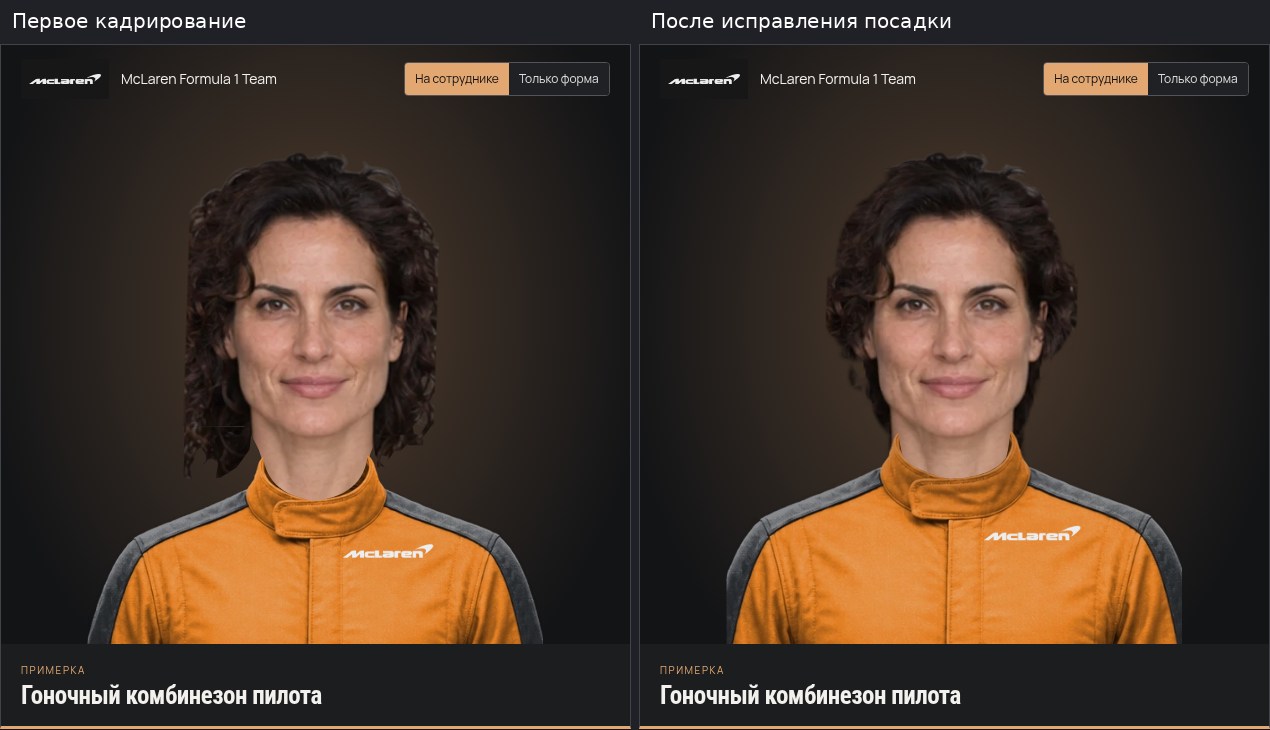 Первое кадрирование
После исправления посадки
McLaren
McLaren Formula 1 Team
На сотруднике
Только форма
McLaren
McLaren Formula 1 Team
На сотруднике
Только форма
McLaren
McLaren
ПРИМЕРКА
Гоночный комбинезон пилота
ПРИМЕРКА
Гоночный комбинезон пилота